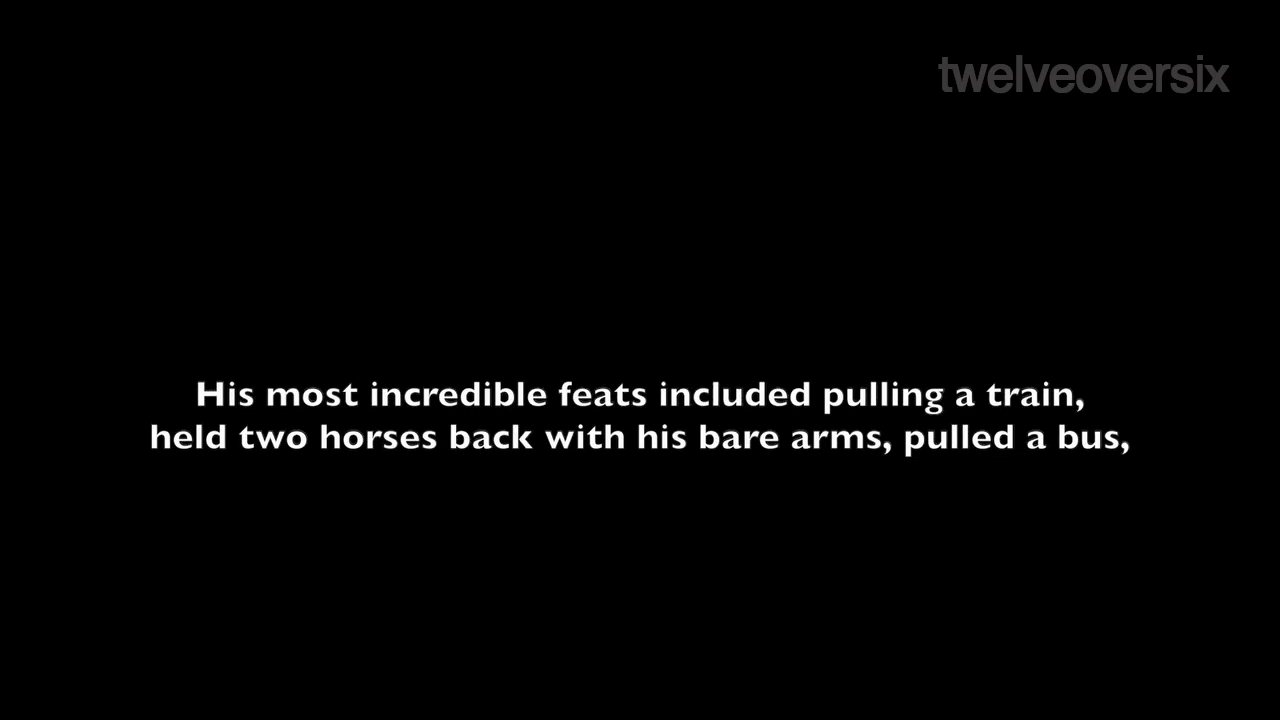 twelveoversix
His most incredible feats included pulling a train,
held two horses back with his bare arms, pulled a bus,